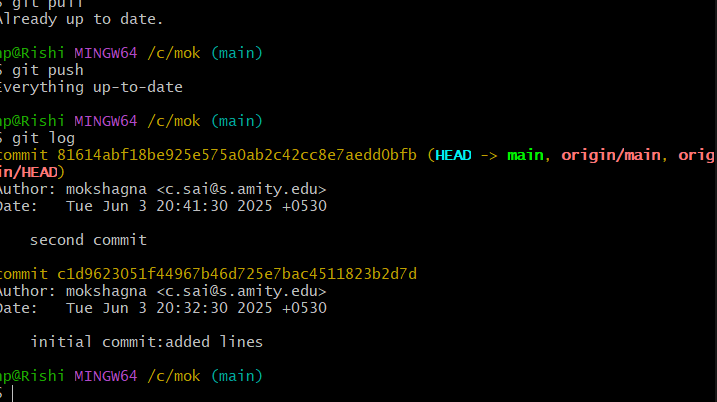 $ git pull
Already up to date.
hp@Rishi MINGW64 /c/mok (main)
$ git push
Everything up-to-date
hp@Rishi MINGW64 /c/mok (main)
$ git log
commit 81614abf18be925e575a0ab2c42cc8e7aedd0bfb (HEAD -> main, origin/main, orig
in/HEAD)
Author: mokshagna <c.sai@s.amity.edu>
Date:   Tue Jun 3 20:41:30 2025 +0530
    second commit
commit c1d9623051f44967b46d725e7bac4511823b2d7d
Author: mokshagna <c.sai@s.amity.edu>
Date:   Tue Jun 3 20:32:30 2025 +0530
    initial commit:added lines
hp@Rishi MINGW64 /c/mok (main)
$